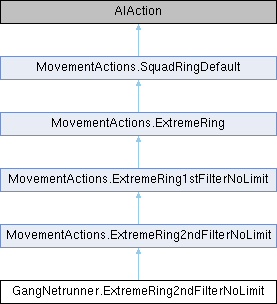 AIAction
MovementActions.SquadRingDefault
MovementActions.ExtremeRing
MovementActions.ExtremeRing1stFilterNoLimit
MovementActions.ExtremeRing2ndFilterNoLimit
GangNetrunner.ExtremeRing2ndFilterNoLimit